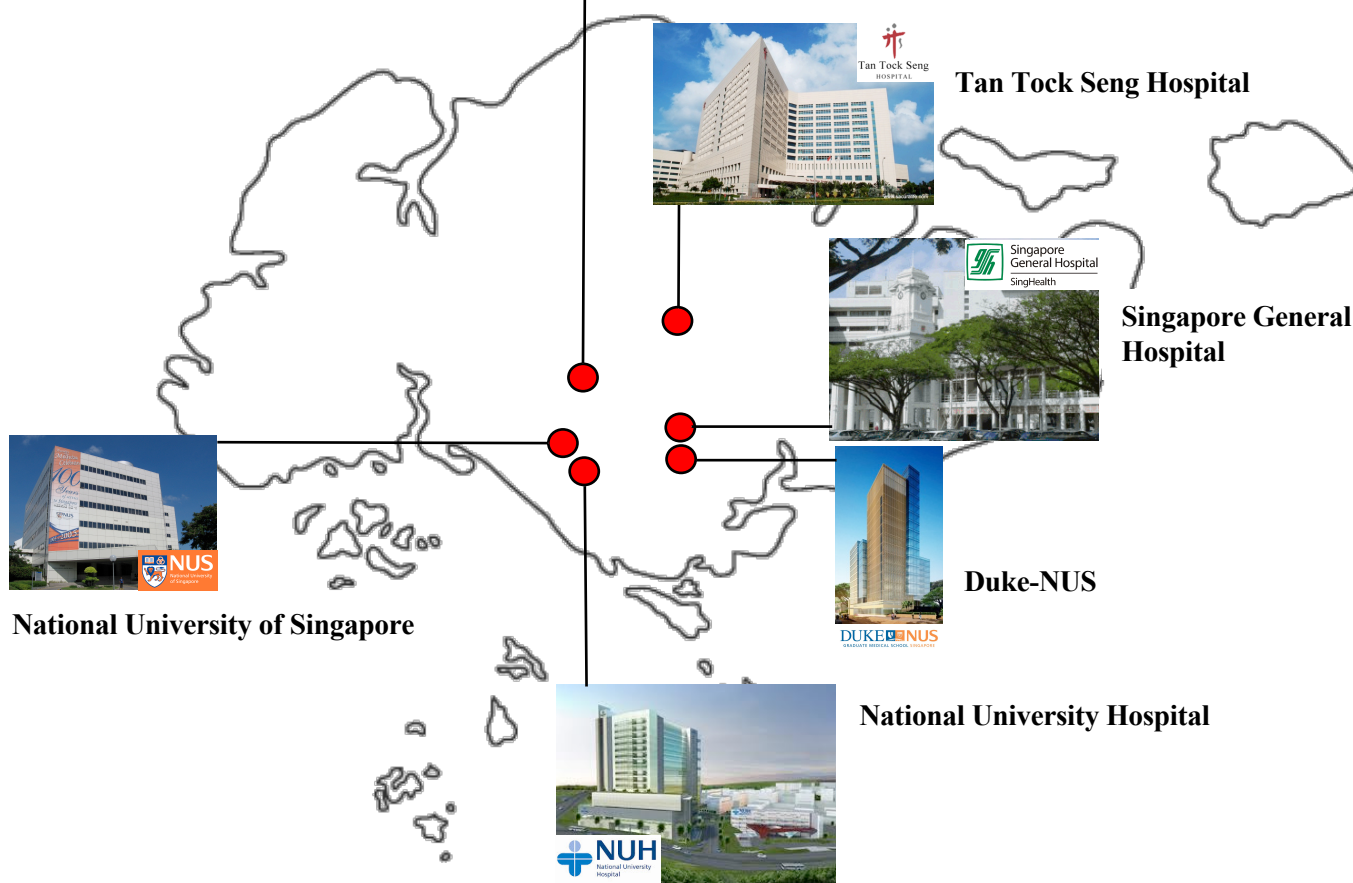 Tan Tock Seng
HOSPITAL
Tan Tock Seng Hospital
Singapore
General Hospital
SingHealth
Singapore General
Hospital
100
Years
NUS
National University
of Singapore
National University of Singapore
Duke-NUS
DUKE NUS
GRADUATE MEDICAL SCHOOL SINGAPORE
National University Hospital
NUH
National University
Hospital